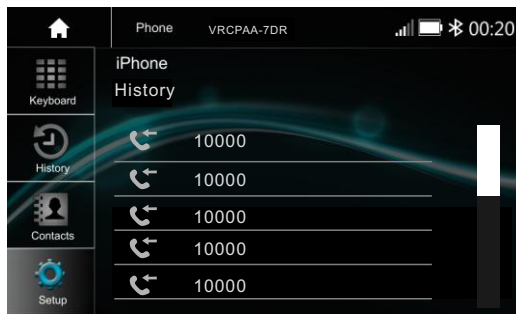 Phone VRCPAA-7DR 00:20
iPhone
History
Keyboard
History
Contacts
Setup
10000
10000
10000
10000
10000